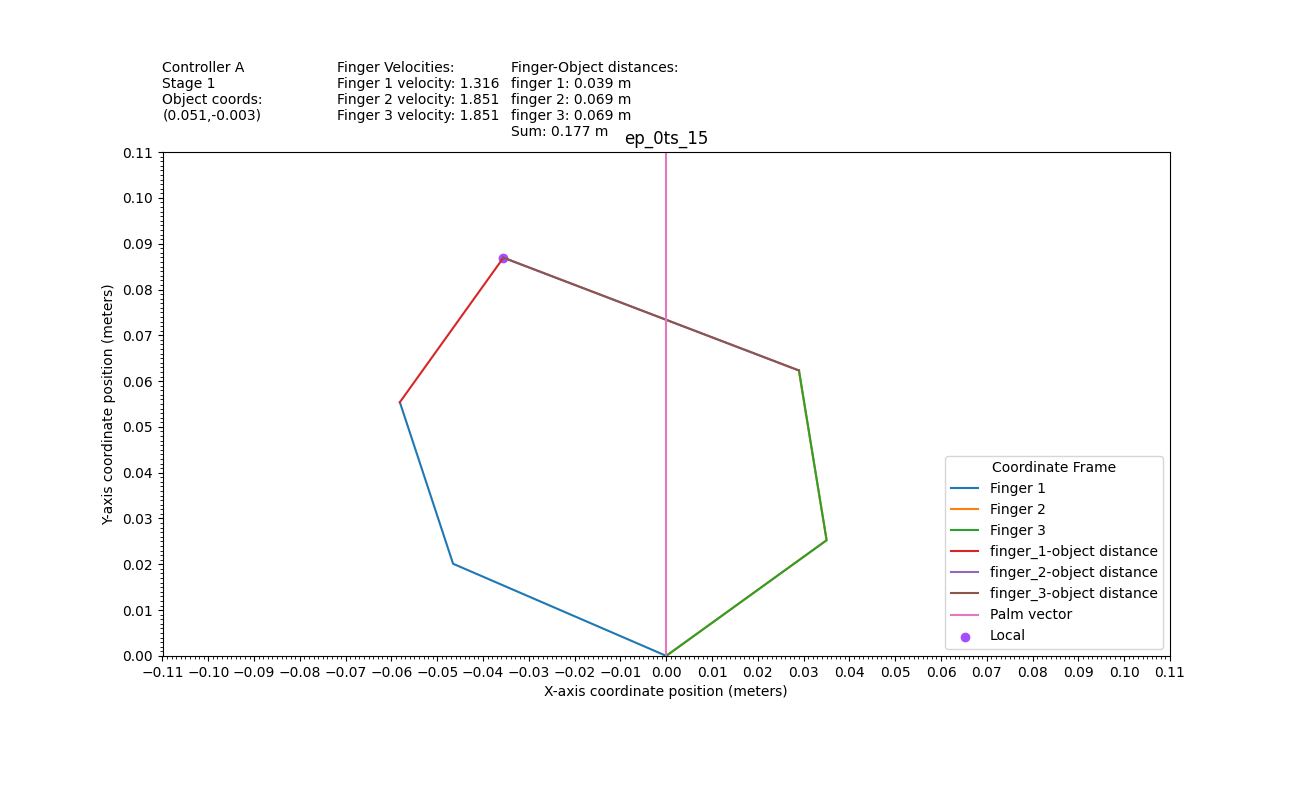 Controller A
Stage 1
Object coords:
(0.051,-0.003)
Finger Velocities:
Finger 1 velocity: 1.316
Finger 2 velocity: 1.851
Finger 3 velocity: 1.851
Finger-Object distances:
finger 1: 0.039 m
finger 2: 0.069 m
finger 3: 0.069 m
Sum: 0.177 m
ep_0ts_15
Y-axis coordinate position (meters)
0.11
0.10
0.09
0.08
0.07
0.06
0.05
0.04
0.03
0.02
0.01
0.00
Coordinate Frame
Finger 1
Finger 2
Finger 3
finger_1-object distance
finger_2-object distance
finger_3-object distance
Palm vector
Local
−0.11 −0.10 −0.09 −0.08 −0.07 −0.06 −0.05 −0.04 −0.03 −0.02 −0.01 0.00 0.01 0.02 0.03 0.04 0.05 0.06 0.07 0.08 0.09 0.10 0.11
X-axis coordinate position (meters)